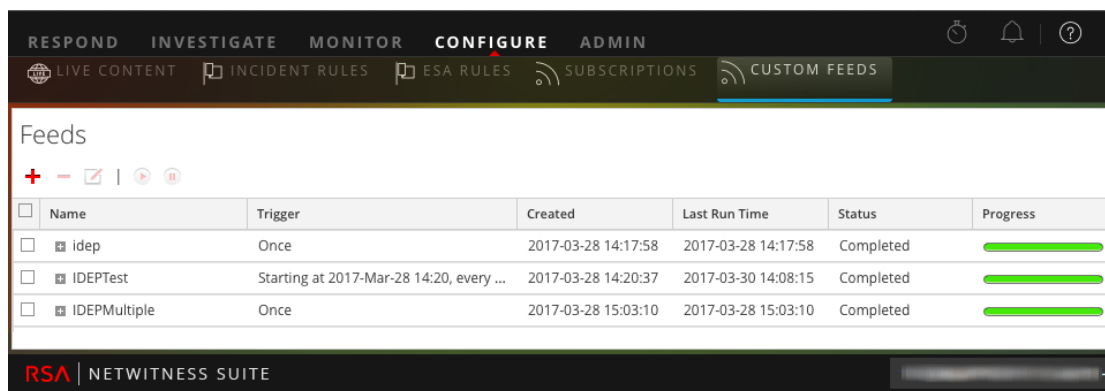 RESPOND INVESTIGATE MONITOR CONFIGURE ADMIN
LIVE LIVE CONTENT INCIDENT RULES ESA RULES SUBSCRIPTIONS CUSTOM FEEDS
Feeds
Name Trigger Created Last Run Time Status Progress
idep Once 2017-03-28 14:17:58 2017-03-28 14:17:58 Completed
IDEPTest Starting at 2017-Mar-28 14:20, every ... 2017-03-28 14:20:37 2017-03-30 14:08:15 Completed
IDEPMultiple Once 2017-03-28 15:03:10 2017-03-28 15:03:10 Completed
RSA | NETWITNESS SUITE